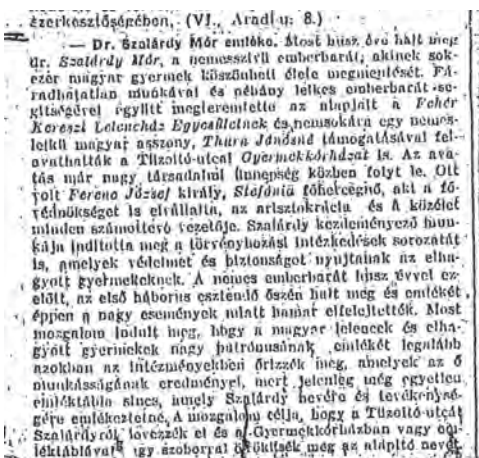 szerkesztőségében. (VI., Aradi u. 8.)
— Dr. Szalárdy Mór emléke. Most húsz éve halt meg
dr. Szalárdy Mór, a nemesszívű emberbarát, akinek sok-
ezer magyar gyermek köszönheti élete megmentését. Fá-
radhatatlan munkával és néhány lelkes emberbarát se-
gítségével együtt megteremtette az alapjait a Fehér
Kereszt Lelencház Egyesületnek és nemsokára egy nemes-
lelkű magyar asszony, Thurn Jánosné támogatásával fel-
avathatták a Tűzoltó-utcai Gyermekkórházat is. Az ava-
tás már nagy társadalmi ünnepség közben folyt le. Ott
volt Ferenc József király, Stefánia főhercegnő, aki a fő-
védnökséget is elvállalta, az arisztokrácia és a közélet
minden számottévő vezetője. Szalárdy kezdeményező mun-
kája indította meg a törvényhozási intézkedések sorozatát
is, amelyek védelmet és biztonságot nyujtanak az elha-
gyott gyermekeknek. A nemes emberbarát húsz évvel ez-
előtt, az első háborus esztendő őszén halt meg és emlékét
éppen a nagy események miatt hamar elfelejtették. Most
mozgalom indult meg, hogy a magyar lelencek és elha-
gyott gyermekek nagy patrónusának emlékét legalább
azokban az intézményekben őrizzék meg, amelyek az ő
munkásságának eredményei, mert jelenleg még egyetlen
emléktábla sincs, amely Szalárdy nevére és tevékenysé-
gére emlékeztetne. A mozgalom célja, hogy a Tűzoltó-utcát
Szalárdyról nevezzék el és a Gyermekkórházban vagy em-
léktáblával vagy szoborral örökítsék meg az alapító nevét.